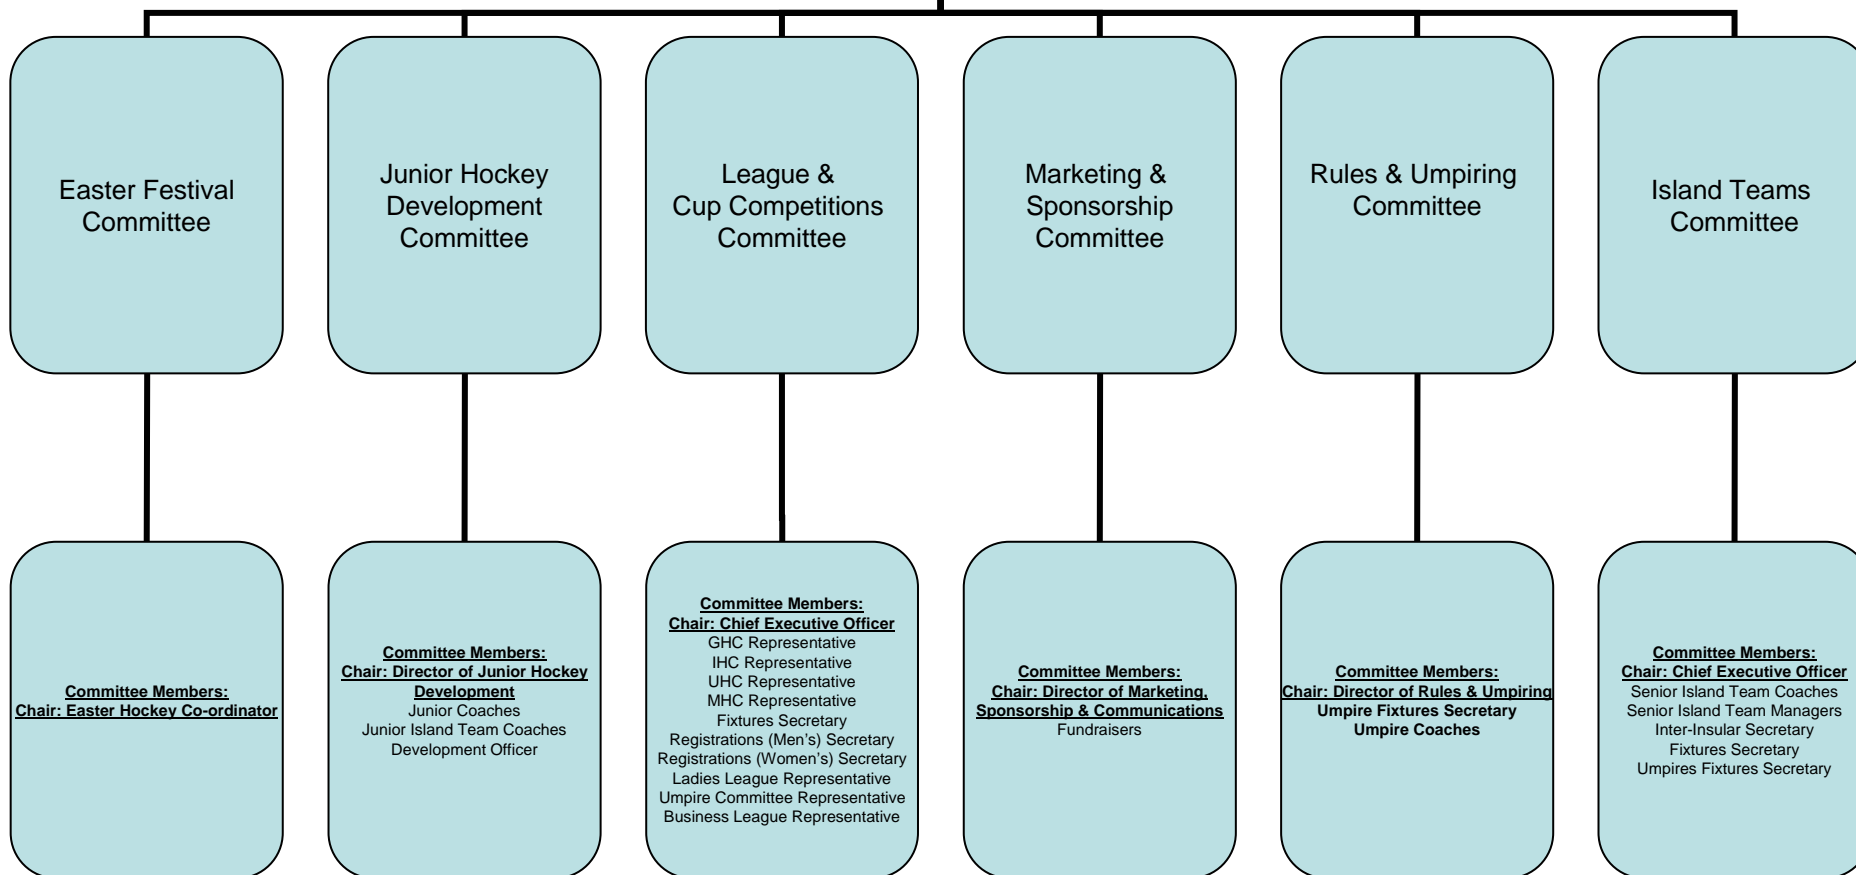 Easter Festival
Committee
Junior Hockey
Development
Committee
League &
Cup Competitions
Committee
Marketing &
Sponsorship
Committee
Rules & Umpiring
Committee
Island Teams
Committee
Committee Members:
Chair: Easter Hockey Co-ordinator
Committee Members:
Chair: Director of Junior Hockey
Development
Junior Coaches
Junior Island Team Coaches
Development Officer
Committee Members:
Chair: Chief Executive Officer
GHC Representative
IHC Representative
UHC Representative
MHC Representative
Fixtures Secretary
Registrations (Men’s) Secretary
Registrations (Women’s) Secretary
Ladies League Representative
Umpire Committee Representative
Business League Representative
Committee Members:
Chair: Director of Marketing,
Sponsorship & Communications
Fundraisers
Committee Members:
Chair: Director of Rules & Umpiring
Umpire Fixtures Secretary
Umpire Coaches
Committee Members:
Chair: Chief Executive Officer
Senior Island Team Coaches
Senior Island Team Managers
Inter-Insular Secretary
Fixtures Secretary
Umpires Fixtures Secretary